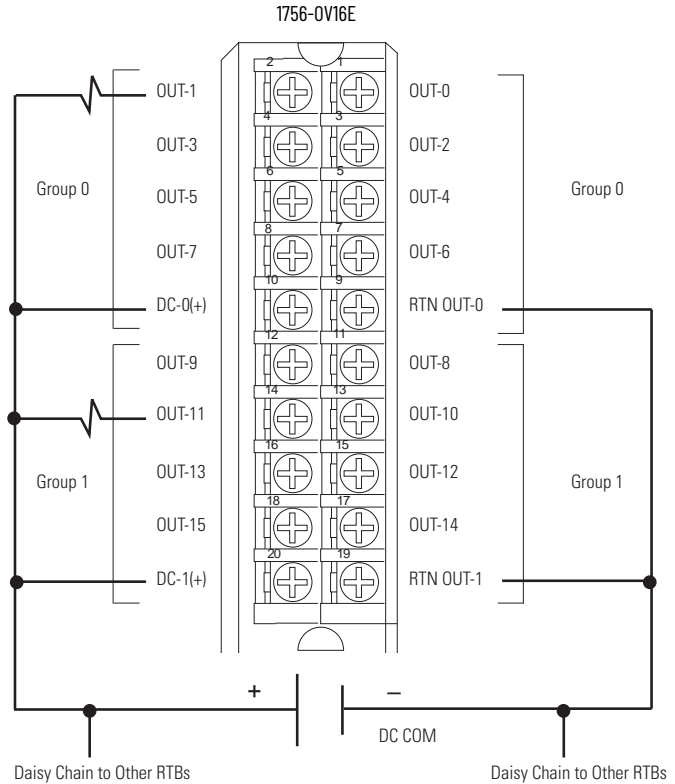 1756-OV16E
2 1
OUT-1 OUT-0
4 3
OUT-3 OUT-2
6 5
Group 0 OUT-5 OUT-4 Group 0
8 7
OUT-7 OUT-6
10 9
DC-0(+) RTN OUT-0
12 11
OUT-9 OUT-8
14 13
OUT-11 OUT-10
16 15
Group 1 OUT-13 OUT-12 Group 1
18 17
OUT-15 OUT-14
20 19
DC-1(+) RTN OUT-1
+ –
DC COM
Daisy Chain to Other RTBs Daisy Chain to Other RTBs